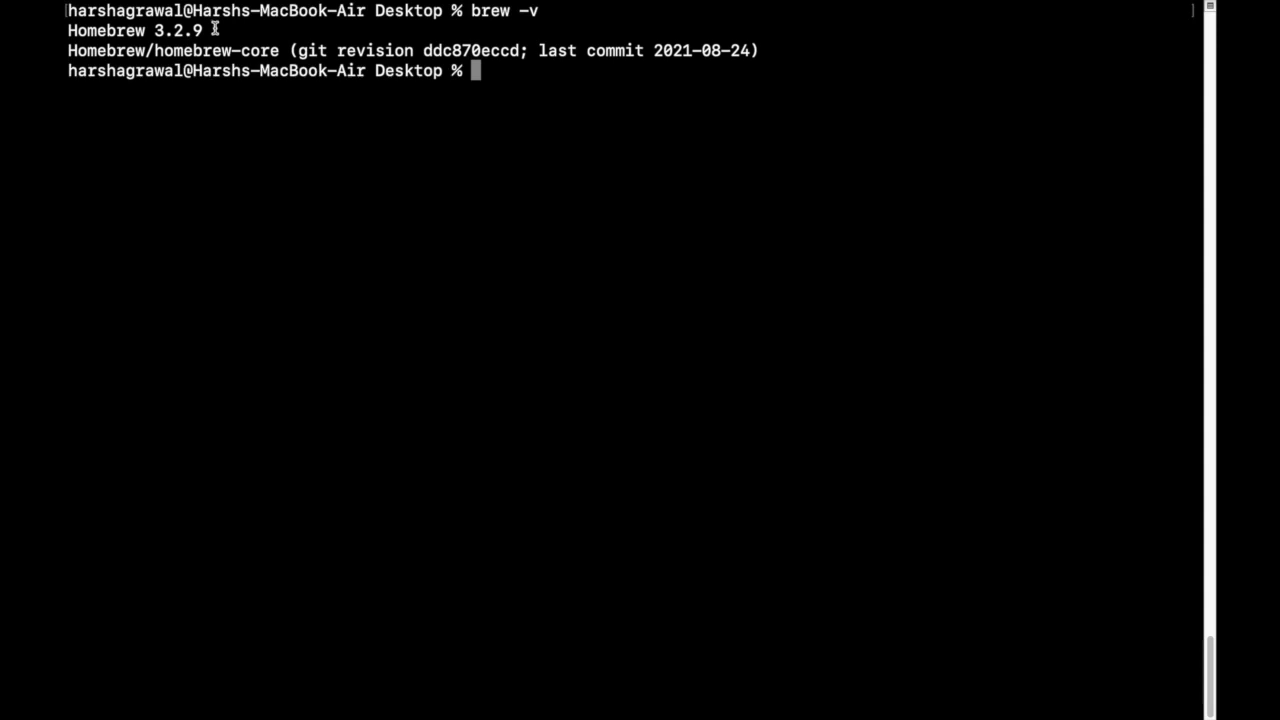 harshagrawal@Harshs-MacBook-Air Desktop % brew -v
Homebrew 3.2.9
Homebrew/homebrew-core (git revision ddc870eccd; last commit 2021-08-24)
harshagrawal@Harshs-MacBook-Air Desktop %